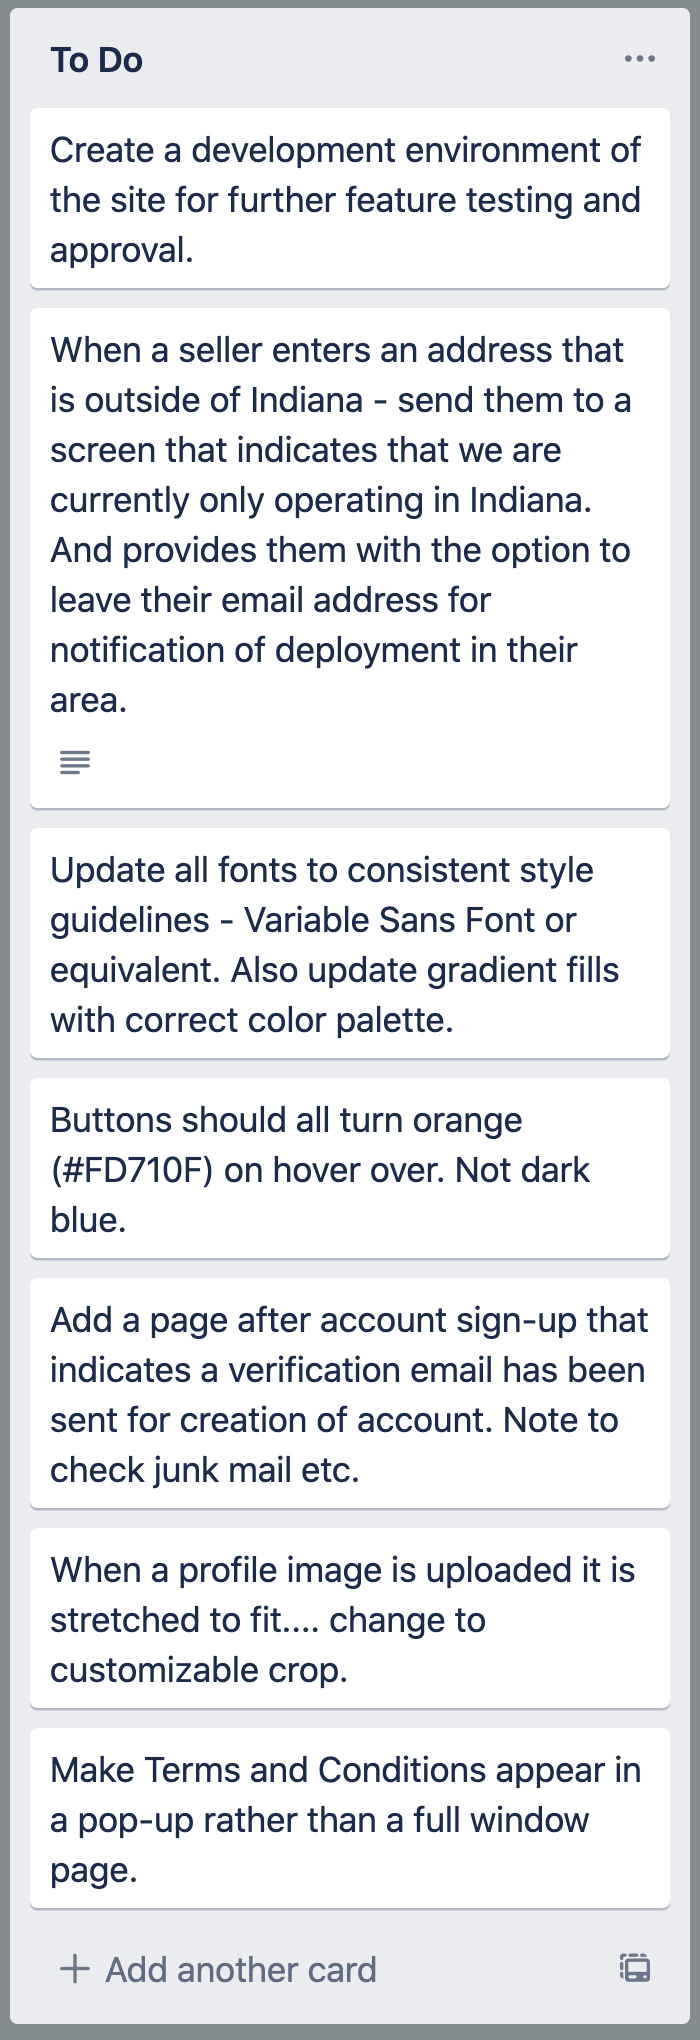 To Do
Create a development environment of
the site for further feature testing and
approval.
When a seller enters an address that
is outside of Indiana - send them to a
screen that indicates that we are
currently only operating in Indiana.
And provides them with the option to
leave their email address for
notification of deployment in their
area.
Update all fonts to consistent style
guidelines - Variable Sans Font or
equivalent. Also update gradient fills
with correct color palette.
Buttons should all turn orange
(#FD710F) on hover over. Not dark
blue.
Add a page after account sign-up that
indicates a verification email has been
sent for creation of account. Note to
check junk mail etc.
When a profile image is uploaded it is
stretched to fit.... change to
customizable crop.
Make Terms and Conditions appear in
a pop-up rather than a full window
page.
Add another card